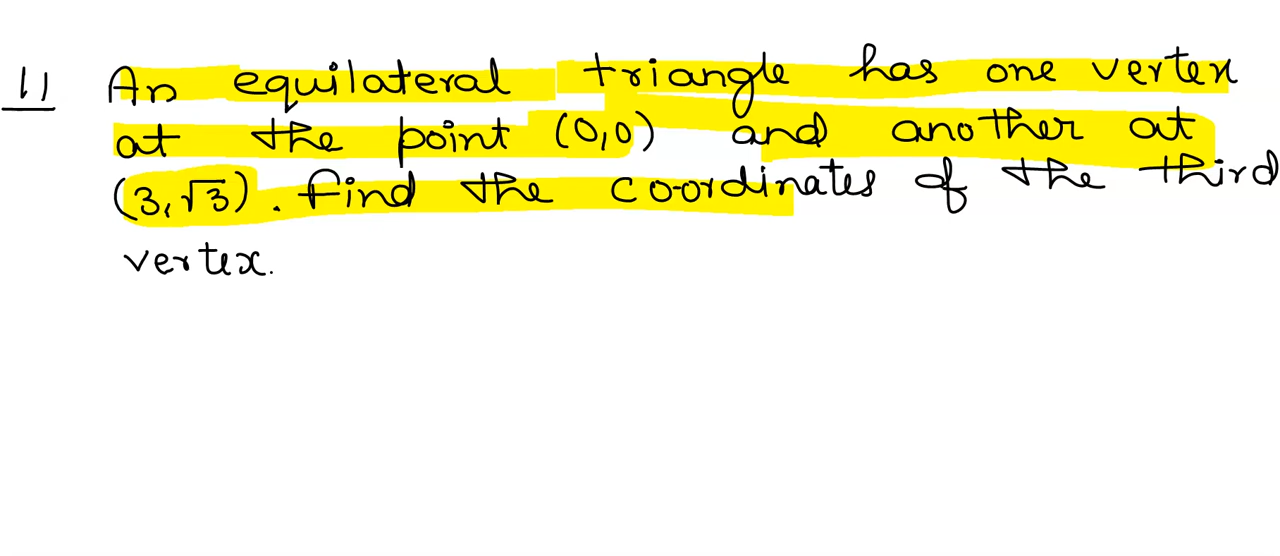 11 An equilateral triangle has one vertex
at the point (0,0) and another at
(3,√3). find the coordinates of the third
vertex.